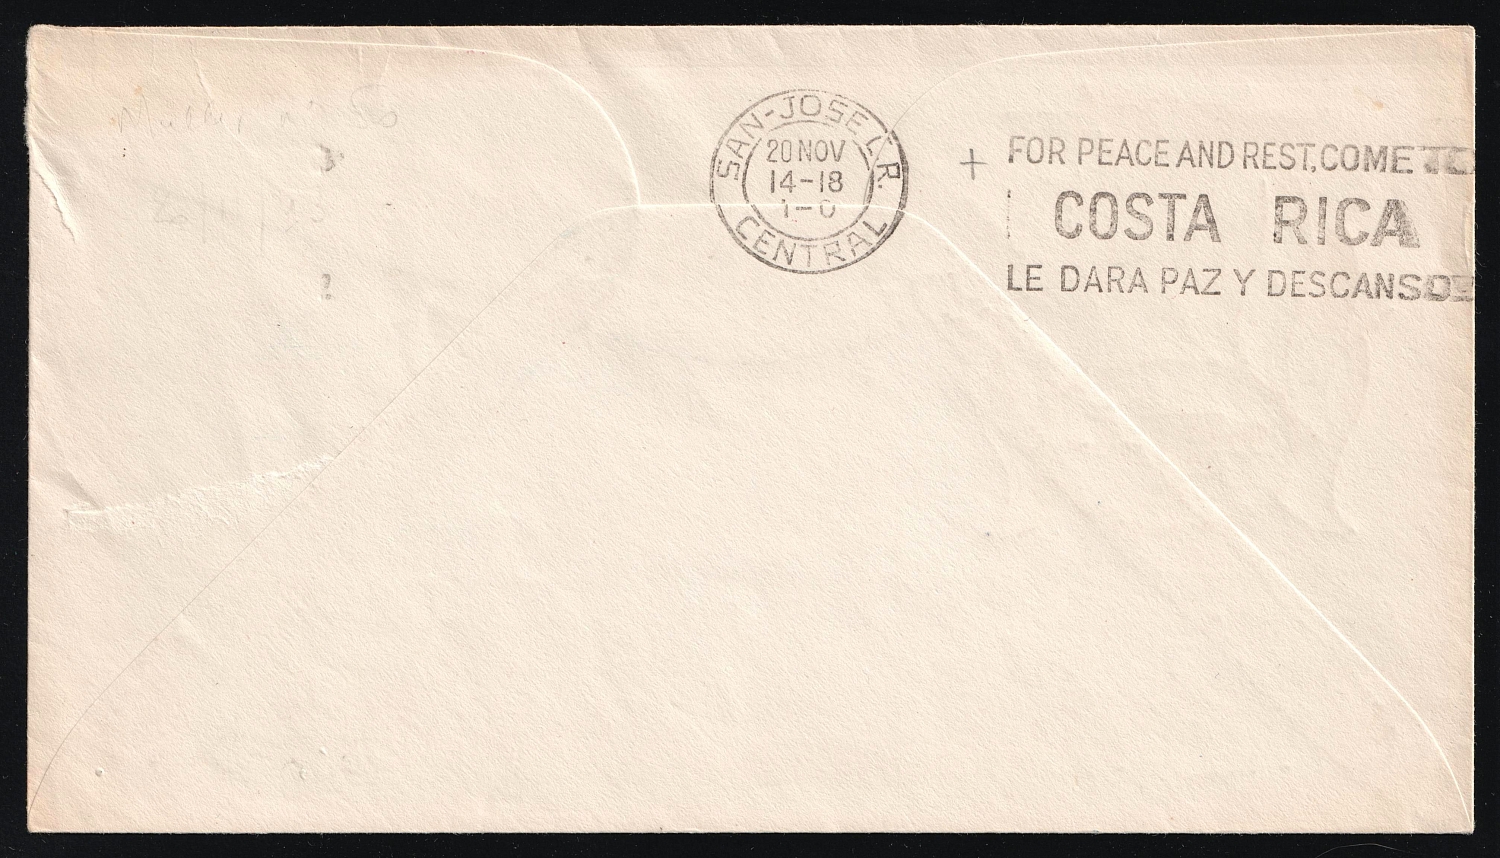 SAN-JOSE C.R.
20 NOV
14-18
CENTRAL
FOR PEACE AND REST, COME TO
COSTA RICA
LE DARA PAZ Y DESCANSO